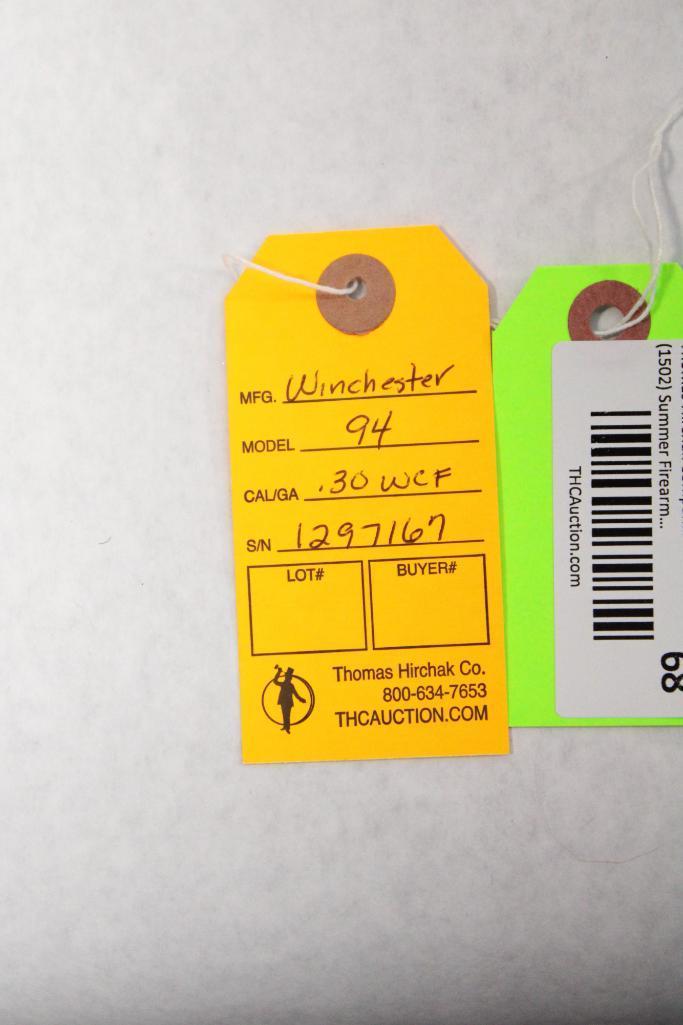 MFG. Winchester
MODEL 94
CAL/GA .30 WCF
S/N 1297167
LOT# BUYER#
Thomas Hirchak Co.
800-634-7653
THCAUCTION.COM
(1502) Summer Firearm...
THCAuction.com
68